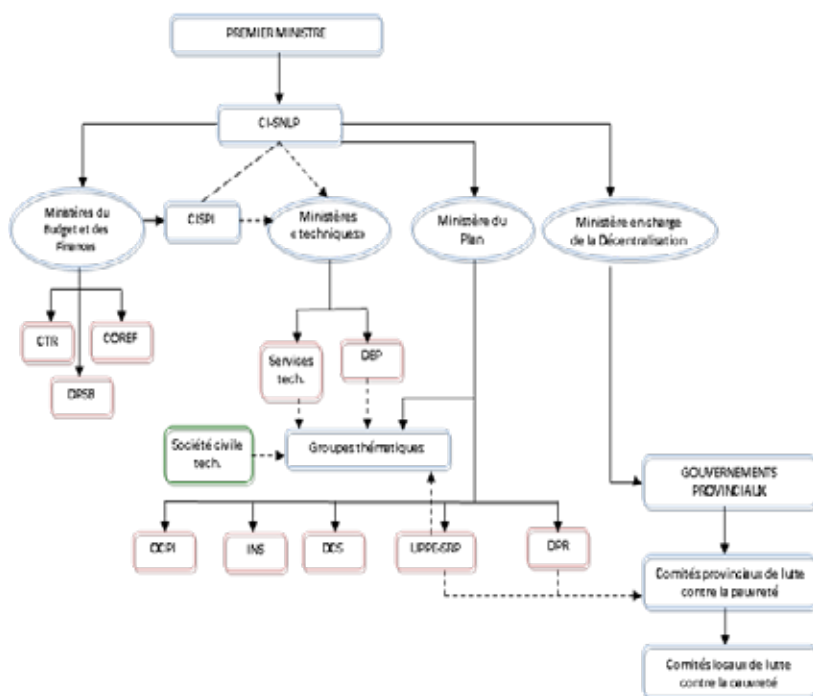 PREMIER MINISTRE
CI-SNLP
Ministères du
Budget et des
Finances
CISPI
Ministères
« techniques»
Ministère du
Plan
Ministère en charge
de la Décentralisation
CTR
COREF
DPSB
Services
tech.
DEP
Société civile
tech.
Groupes thématiques
GOUVERNEMENTS
PROVINCIAUX
INS
UPPE-SRP
DPR
Comités provinciaux de lutte
contre la pauvreté
Comités locaux de lutte
contre la pauvreté